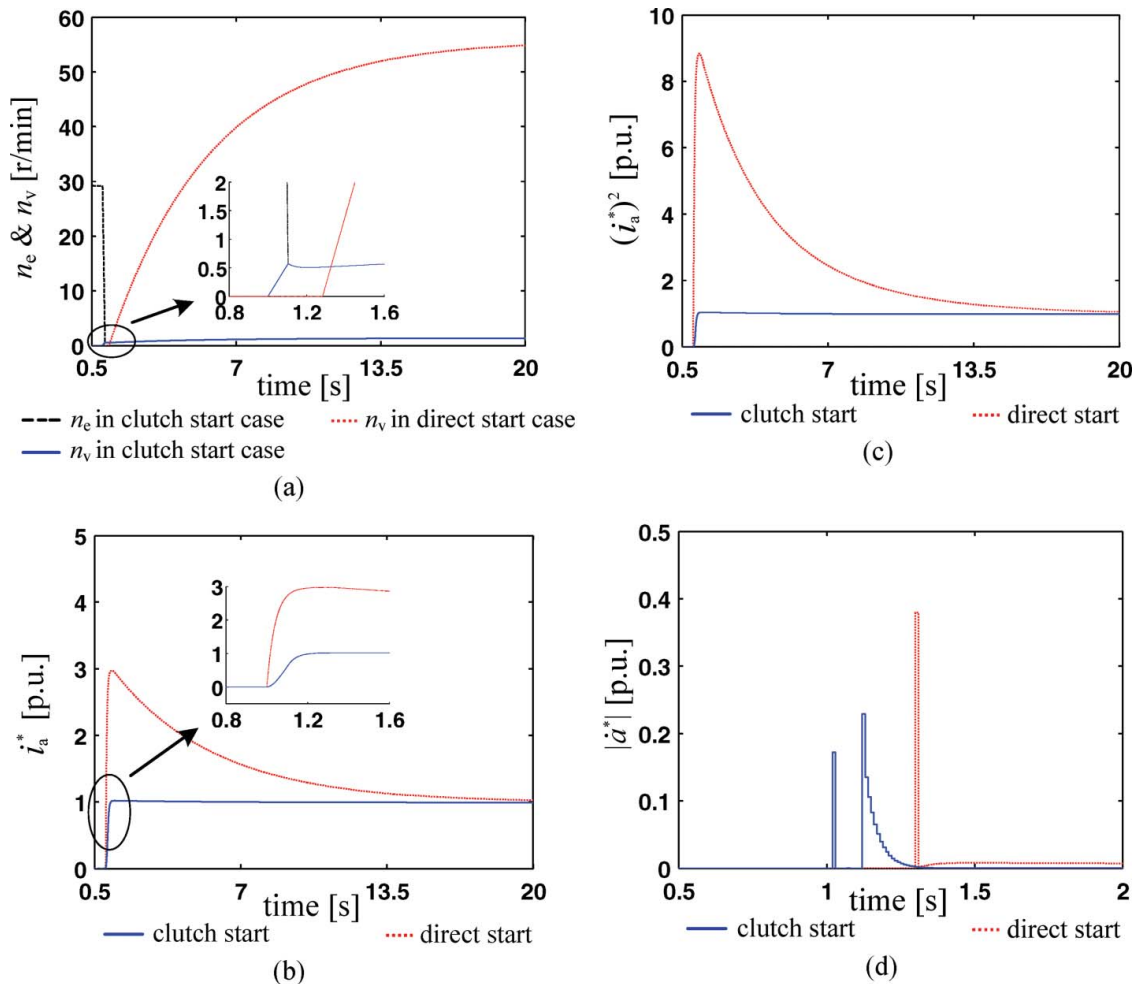 60
50
40
30
20
10
0
n_e & n_v [r/min]
2
1.5
1
0.5
0
0.8 1.2 1.6
0.5 7 13.5 20
time [s]
n_e in clutch start case
n_v in direct start case
n_v in clutch start case
(a)
10
8
6
4
2
0
(i_a^*)^2 [p.u.]
0.5 7 13.5 20
time [s]
clutch start
direct start
(c)
5
4
3
2
1
0
i_a^* [p.u.]
3
2
1
0
0.8 1.2 1.6
0.5 7 13.5 20
time [s]
clutch start
direct start
(b)
0.5
0.4
0.3
0.2
0.1
0
|ȧ^*| [p.u.]
0.5 1 1.5 2
time [s]
clutch start
direct start
(d)